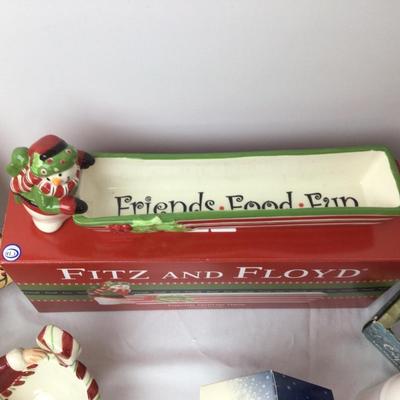 Friends • Food • Fun
FITZ AND FLOYD®